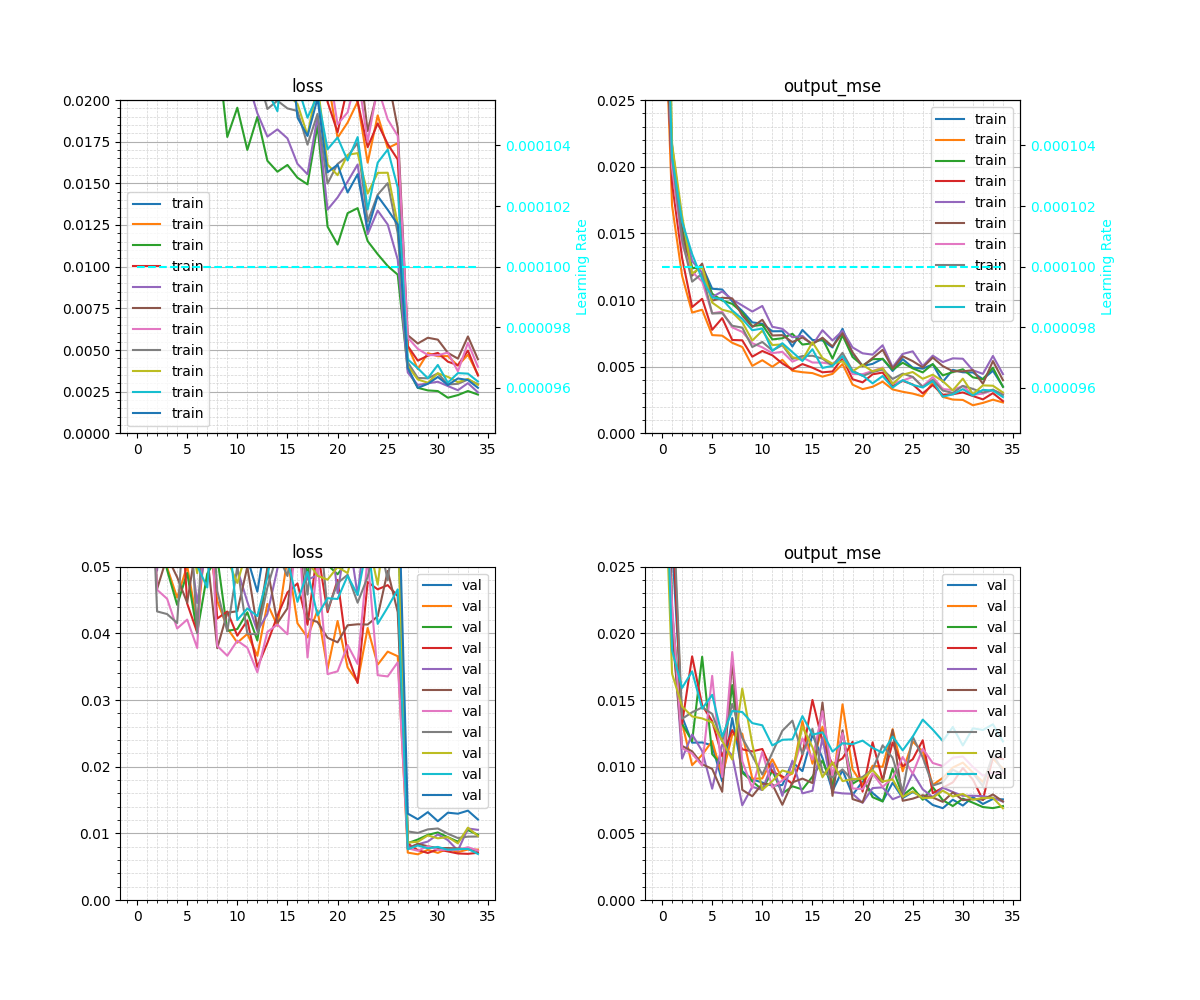 loss
0.0200
0.0175
0.0150
0.0125
0.0100
0.0075
0.0050
0.0025
0.0000
train
train
train
train
train
train
train
train
train
train
train
0 5 10 15 20 25 30 35
0.000104
0.000102
0.000100
0.000098
0.000096
Learning Rate
output_mse
0.025
0.020
0.015
0.010
0.005
0.000
train
train
train
train
train
train
train
train
train
train
0 5 10 15 20 25 30 35
0.000104
0.000102
0.000100
0.000098
0.000096
Learning Rate
loss
0.05
0.04
0.03
0.02
0.01
0.00
val
val
val
val
val
val
val
val
val
val
val
0 5 10 15 20 25 30 35
output_mse
0.025
0.020
0.015
0.010
0.005
0.000
val
val
val
val
val
val
val
val
val
val
0 5 10 15 20 25 30 35